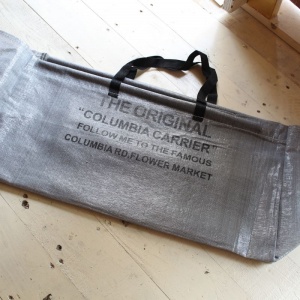 THE ORIGINAL
"COLUMBIA CARRIER"
FOLLOW ME TO THE FAMOUS
COLUMBIA RD. FLOWER MARKET